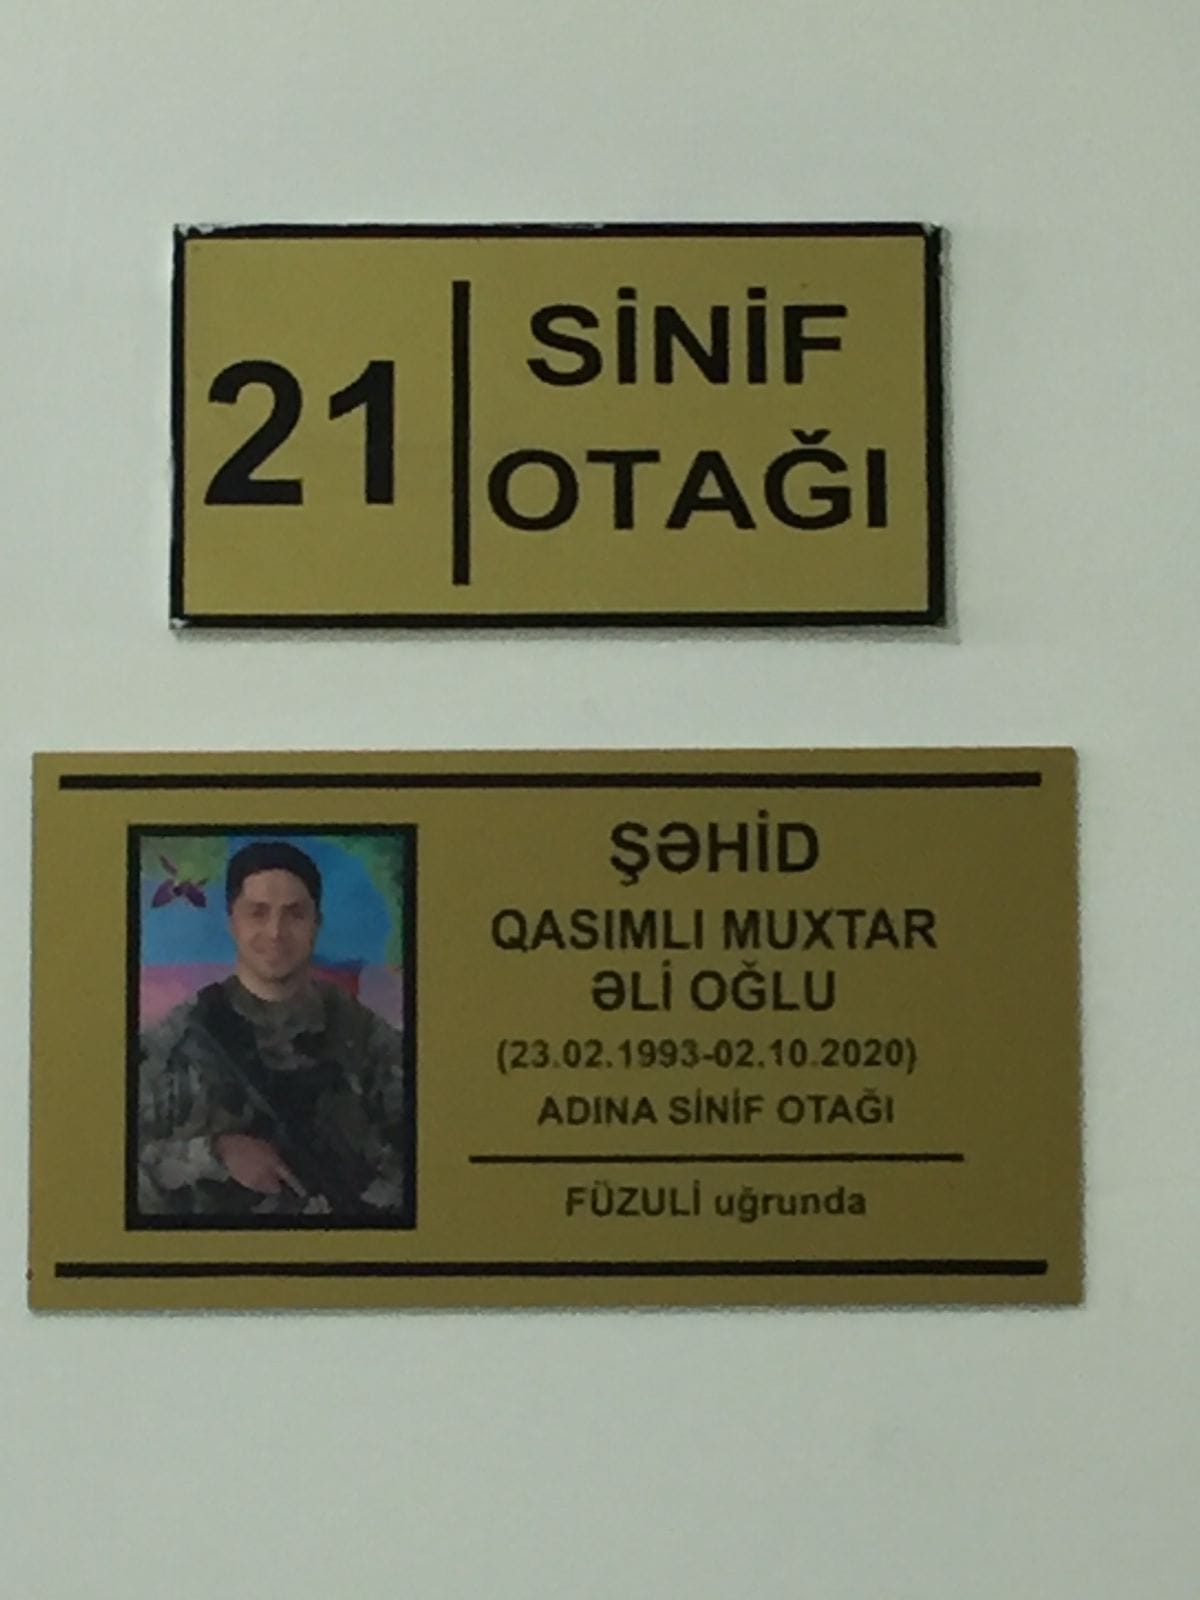 21
SİNİF
OTAĞI
ŞƏHİD
QASIMLI MUXTAR
ƏLİ OĞLU
(23.02.1993-02.10.2020)
ADINA SİNİF OTAĞI
FÜZULİ uğrunda